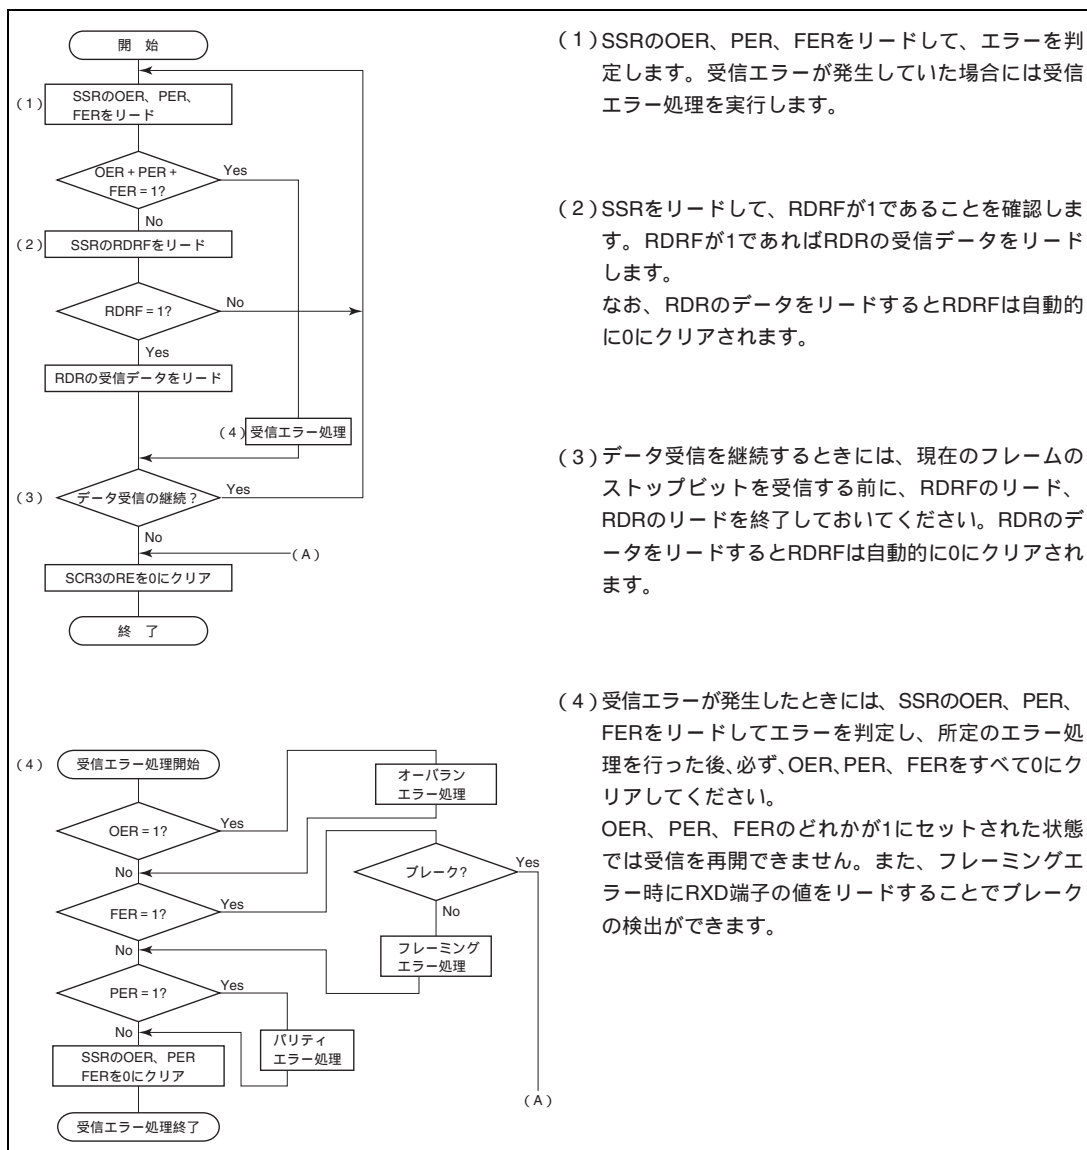 開　始
(1)
SSRのOER、PER、
FERをリード
OER + PER +
FER = 1?
Yes
No
(2)
SSRのRDRFをリード
RDRF = 1?
No
Yes
RDRの受信データをリード
(4)
受信エラー処理
(3)
データ受信の継続？
Yes
No
(A)
SCR3のREを0にクリア
終　了
(1) SSRのOER、PER、FERをリードして、エラーを判
定します。受信エラーが発生していた場合には受信
エラー処理を実行します。
(2) SSRをリードして、RDRFが1であることを確認しま
す。RDRFが1であればRDRの受信データをリード
します。
なお、RDRのデータをリードするとRDRFは自動的
に0にクリアされます。
(3) データ受信を継続するときには、現在のフレームの
ストップビットを受信する前に、RDRFのリード、
RDRのリードを終了しておいてください。RDRのデ
ータをリードするとRDRFは自動的に0にクリアされ
ます。
(4) 受信エラーが発生したときには、SSRのOER、PER、
FERをリードしてエラーを判定し、所定のエラー処
理を行った後、必ず、OER、PER、FERをすべて0にク
リアしてください。
OER、PER、FERのどれかが1にセットされた状態
では受信を再開できません。また、フレーミングエ
ラー時にRXD端子の値をリードすることでブレーク
の検出ができます。
(4)
受信エラー処理開始
OER = 1?
Yes
オーバラン
エラー処理
No
FER = 1?
Yes
ブレーク?
Yes
No
フレーミング
エラー処理
No
PER = 1?
Yes
パリティ
エラー処理
No
SSRのOER、PER
FERを0にクリア
(A)
受信エラー処理終了